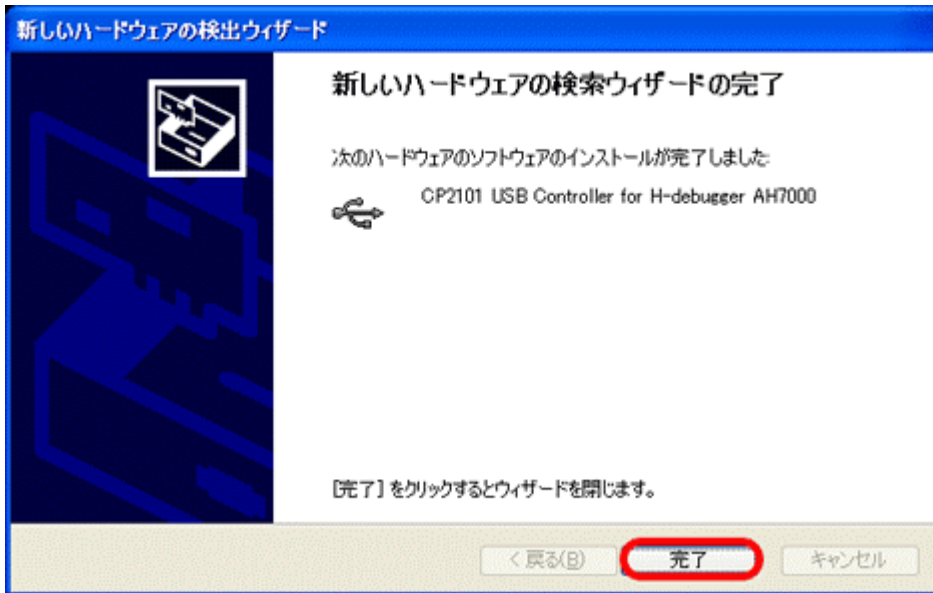 新しいハードウェアの検出ウィザード
新しいハードウェアの検索ウィザードの完了
次のハードウェアのソフトウェアのインストールが完了しました:
CP2101 USB Controller for H-debugger AH7000
[完了] をクリックするとウィザードを閉じます。
< 戻る(B)
完了
キャンセル